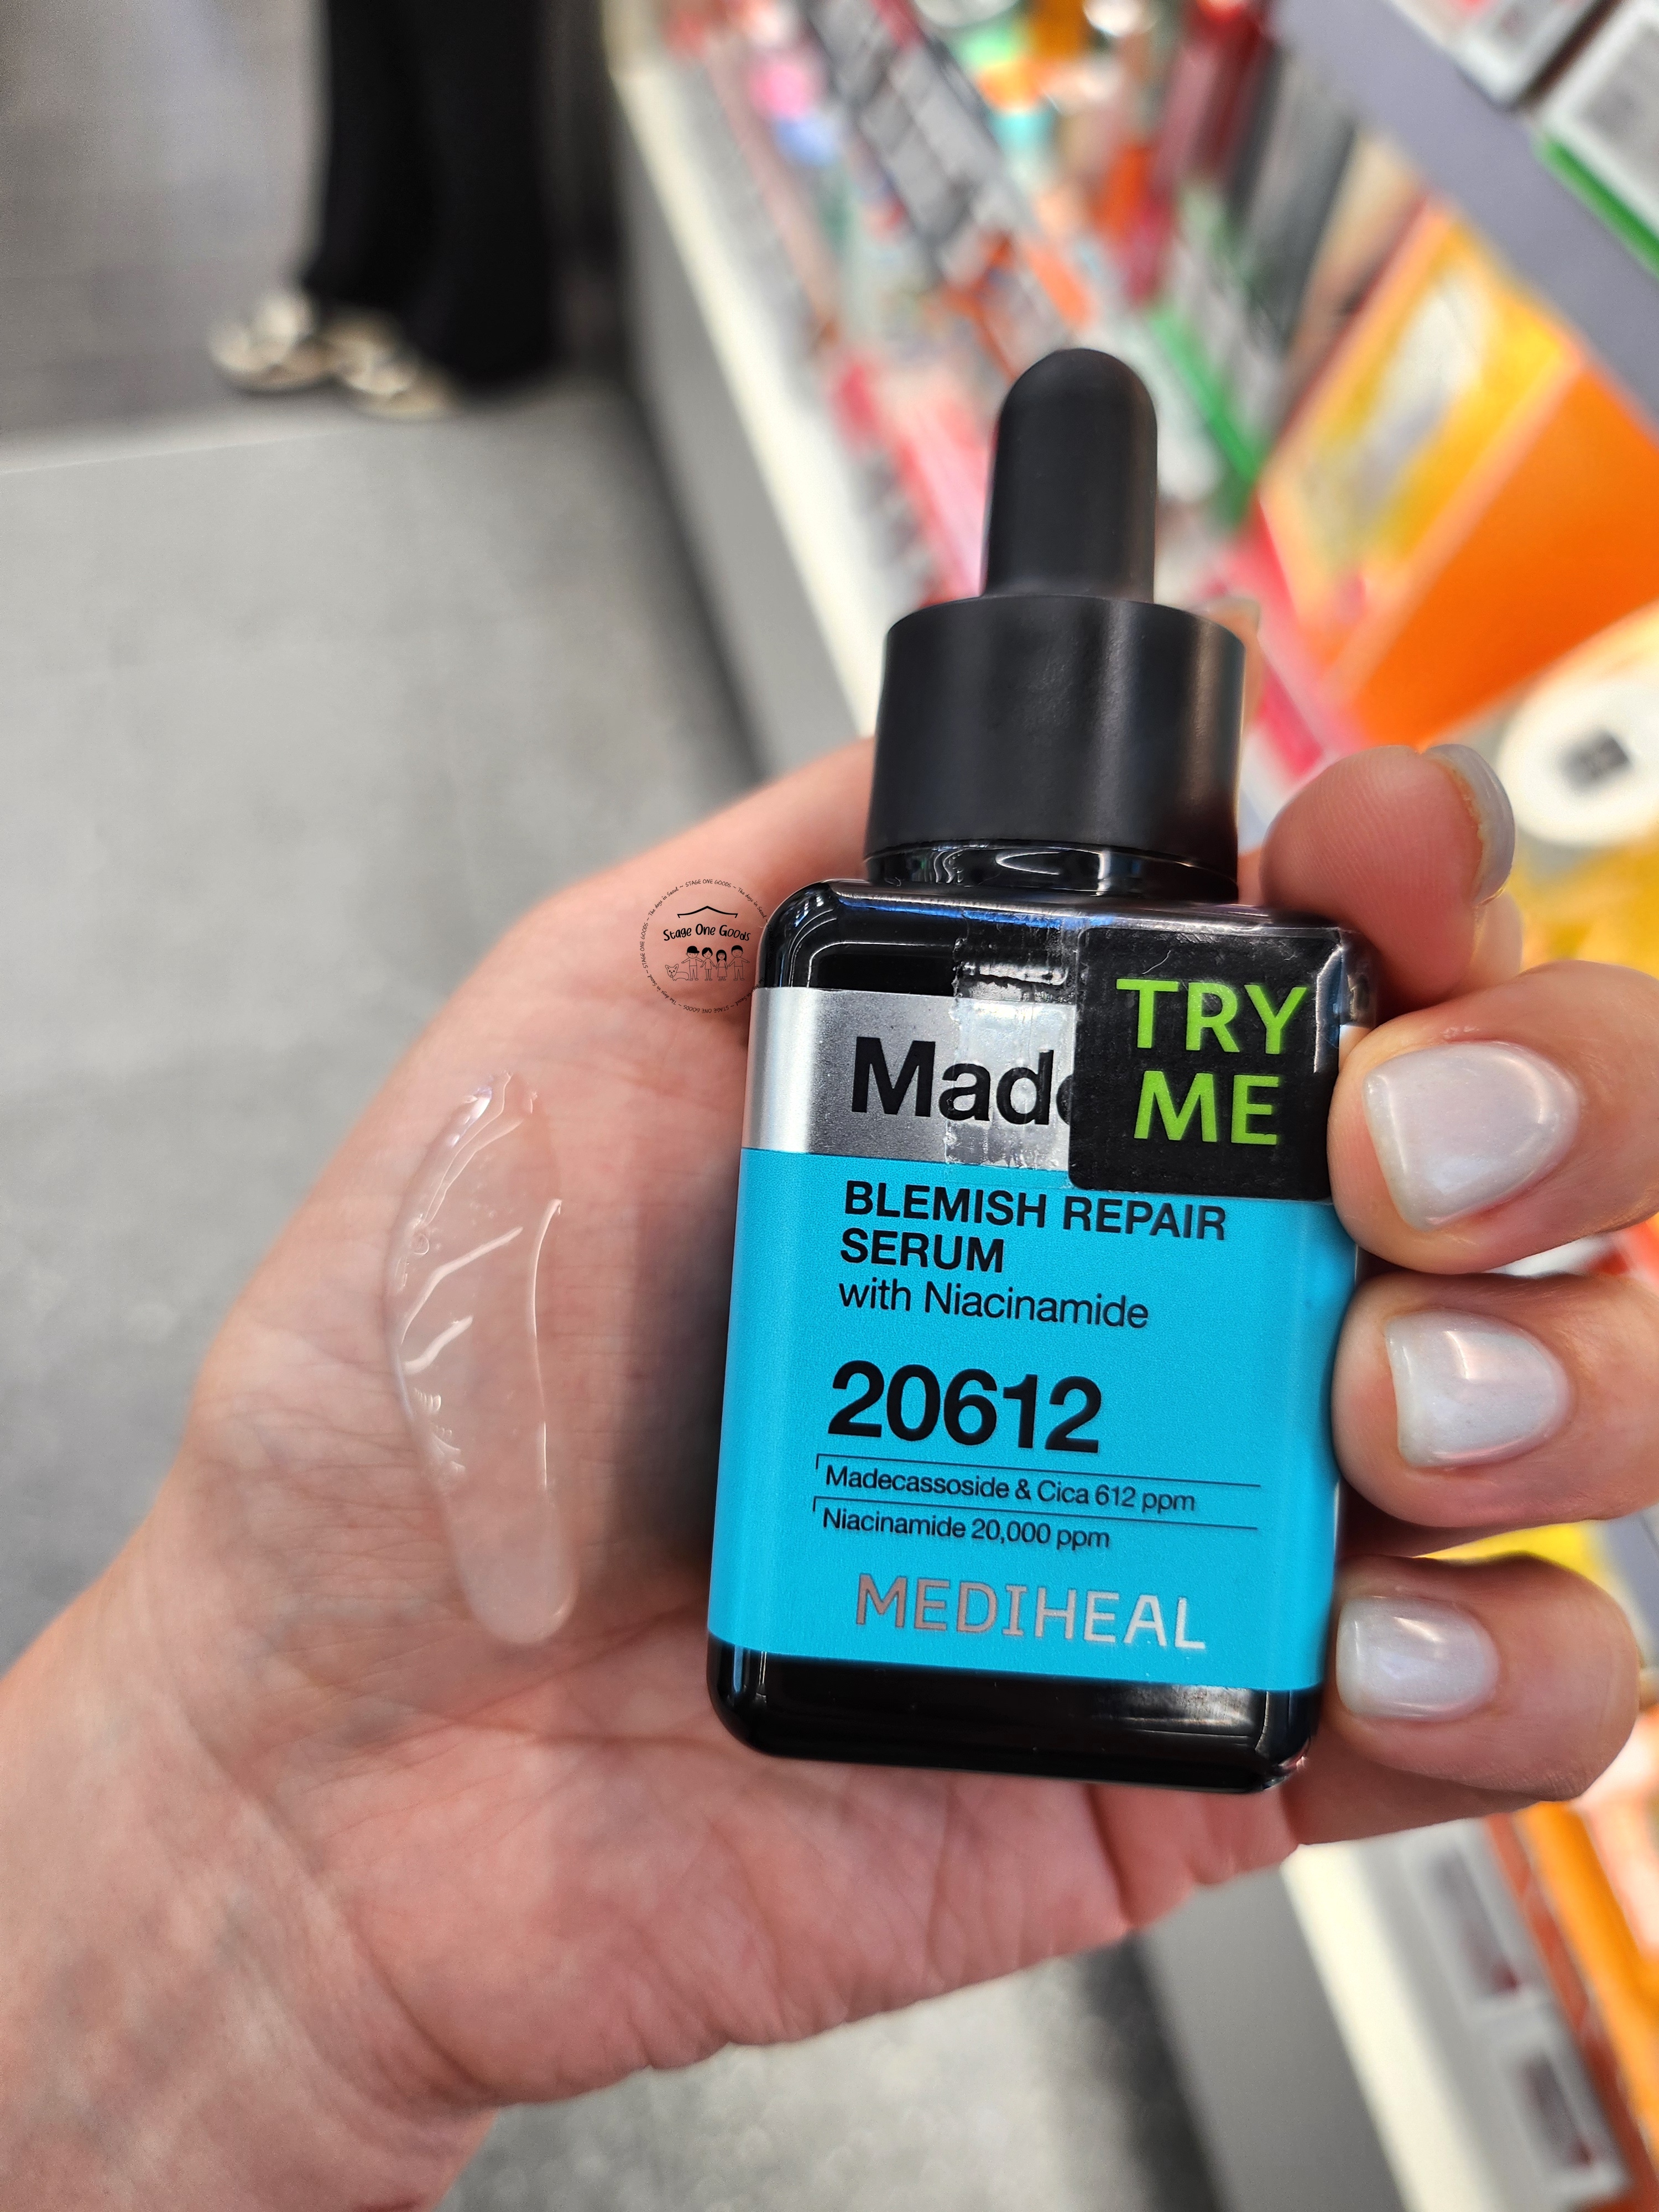 Stage One Goods
Made
TRY
ME
BLEMISH REPAIR
SERUM
with Niacinamide
20612
Madecassoside & Cica 612 ppm
Niacinamide 20,000 ppm
MEDIHEAL